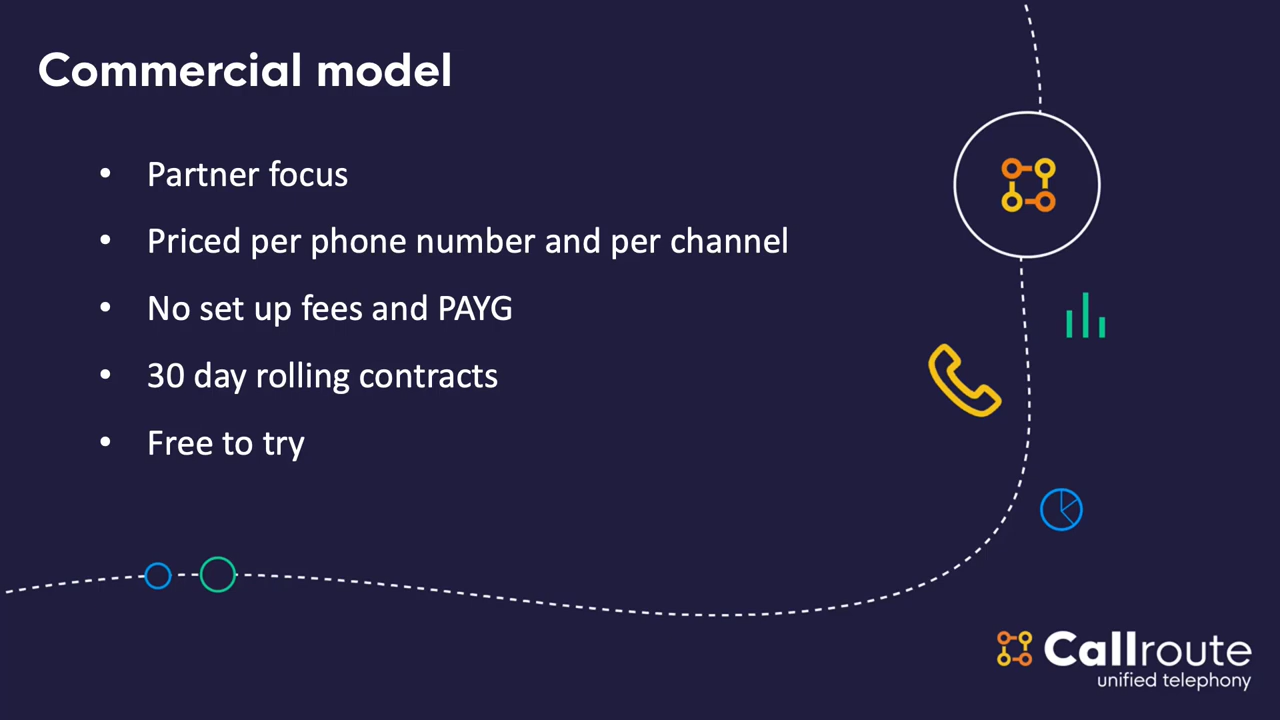 Commercial model
• Partner focus
• Priced per phone number and per channel
• No set up fees and PAYG
• 30 day rolling contracts
• Free to try
Callroute
unified telephony